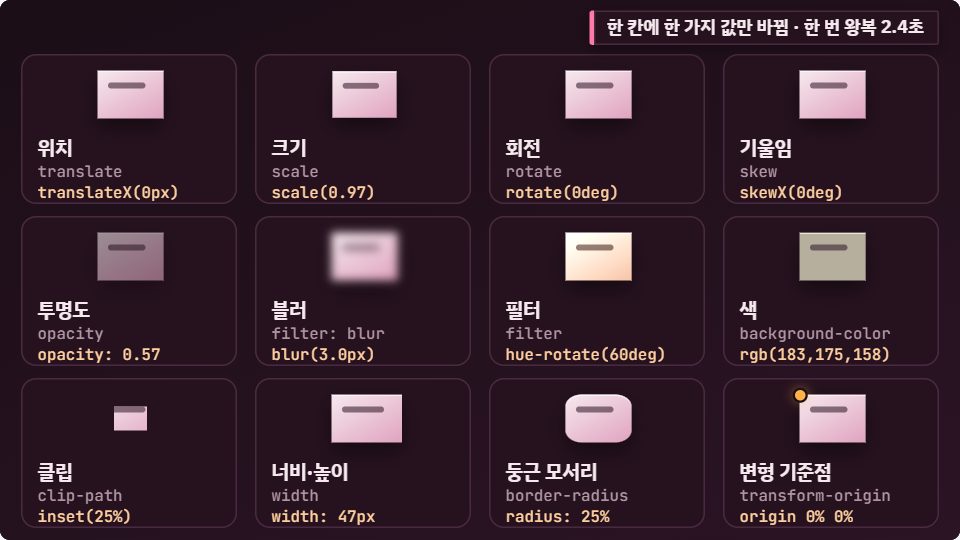 한 칸에 한 가지 값만 바뀜 · 한 번 왕복 2.4초
위치
translate
translateX(0px)
크기
scale
scale(0.97)
회전
rotate
rotate(0deg)
기울임
skew
skewX(0deg)
투명도
opacity
opacity: 0.57
블러
filter: blur
blur(3.0px)
필터
filter
hue-rotate(60deg)
색
background-color
rgb(183,175,158)
클립
clip-path
inset(25%)
너비·높이
width
width: 47px
둥근 모서리
border-radius
radius: 25%
변형 기준점
transform-origin
origin 0% 0%